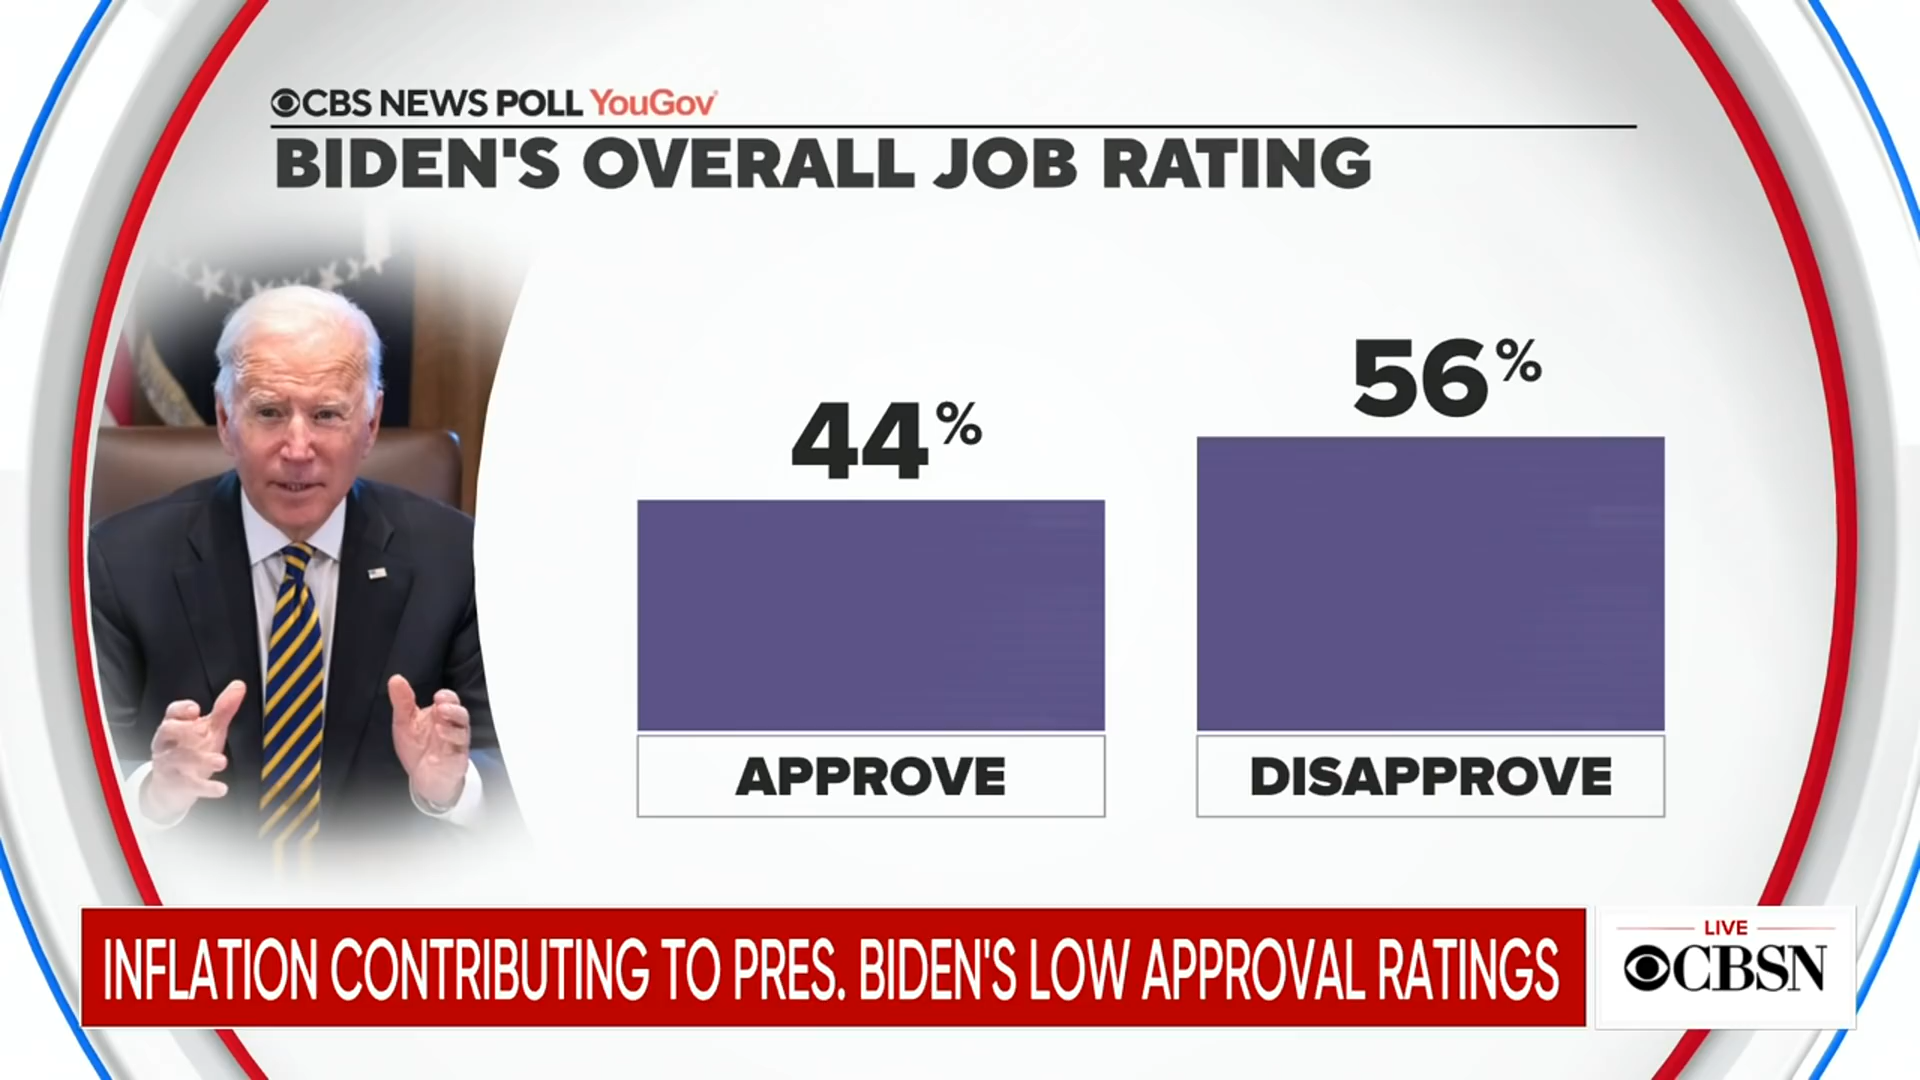 CBS NEWS POLL YouGov
BIDEN'S OVERALL JOB RATING
44%
56%
APPROVE
DISAPPROVE
INFLATION CONTRIBUTING TO PRES. BIDEN'S LOW APPROVAL RATINGS
LIVE
CBSN